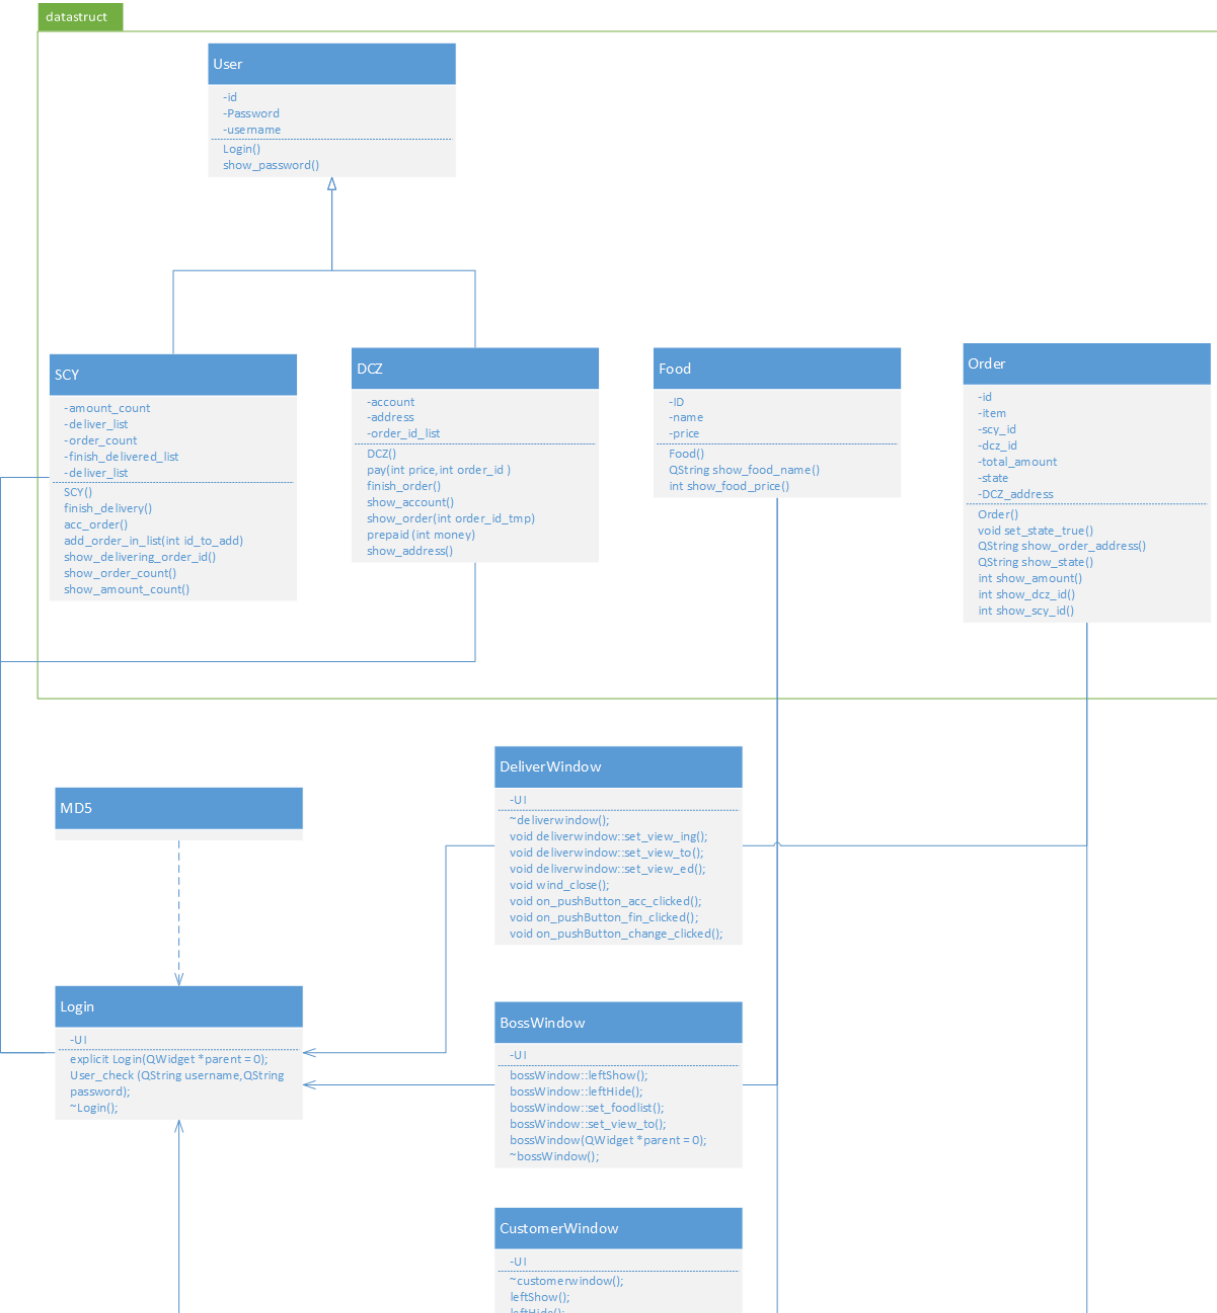 datastruct
User
-id
-Password
-username
Login()
show_password()
SCY
-amount_count
-deliver_list
-order_count
-finish_delivered_list
-deliver_list
SCY()
finish_delivery()
acc_order()
add_order_in_list(int id_to_add)
show_delivering_order_id()
show_order_count()
show_amount_count()
DCZ
-account
-address
-order_id_list
DCZ()
pay(int price,int order_id )
finish_order()
show_account()
show_order(int order_id_tmp)
prepaid (int money)
show_address()
Food
-ID
-name
-price
Food()
QString show_food_name()
int show_food_price()
Order
-id
-item
-scy_id
-dcz_id
-total_amount
-state
-DCZ_address
Order()
void set_state_true()
QString show_order_address()
QString show_state()
int show_amount()
int show_dcz_id()
int show_scy_id()
MD5
DeliverWindow
-UI
~deliverwindow();
void deliverwindow::set_view_ing();
void deliverwindow::set_view_to();
void deliverwindow::set_view_ed();
void wind_close();
void on_pushButton_acc_clicked();
void on_pushButton_fin_clicked();
void on_pushButton_change_clicked();
Login
-UI
explicit Login(QWidget *parent = 0);
User_check (QString username,QString
password);
~Login();
BossWindow
-UI
bossWindow::leftShow();
bossWindow::leftHide();
bossWindow::set_foodlist();
bossWindow::set_view_to();
bossWindow(QWidget *parent = 0);
~bossWindow();
CustomerWindow
-UI
~customerwindow();
leftShow();
leftHide();